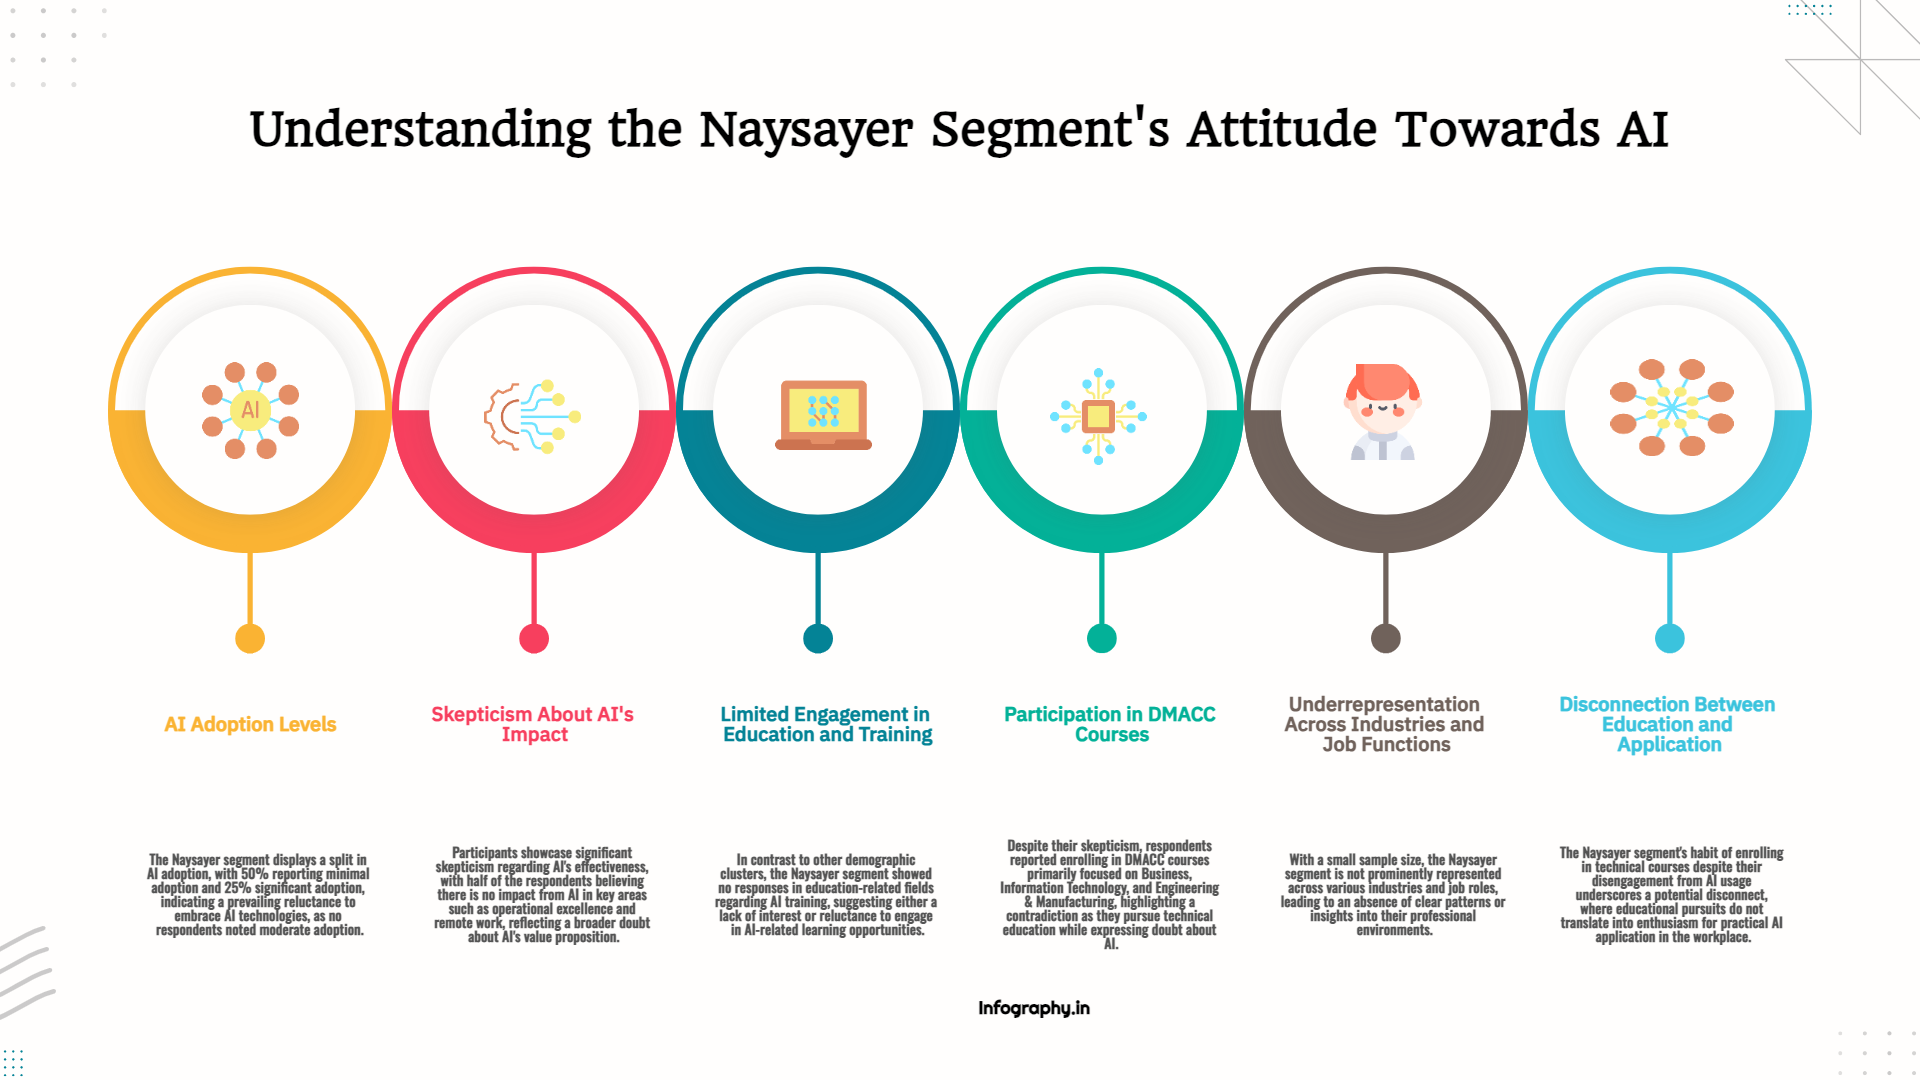 Understanding the Naysayer Segment's Attitude Towards AI
AI
AI Adoption Levels
The Naysayer segment displays a split in
AI adoption, with 50% reporting minimal
adoption and 25% significant adoption,
indicating a prevailing reluctance to
embrace AI technologies, as no
respondents noted moderate adoption.
Skepticism About AI's
Impact
Participants showcase significant
skepticism regarding AI's effectiveness,
with half of the respondents believing
there is no impact from AI in key areas
such as operational excellence and
remote work, reflecting a broader doubt
about AI's value proposition.
Limited Engagement in
Education and Training
In contrast to other demographic
clusters, the Naysayer segment showed
no responses in education-related fields
regarding AI training, suggesting either a
lack of interest or reluctance to engage
in AI-related learning opportunities.
Participation in DMACC
Courses
Despite their skepticism, respondents
reported enrolling in DMACC courses
primarily focused on Business,
Information Technology, and Engineering
& Manufacturing, highlighting a
contradiction as they pursue technical
education while expressing doubt about
AI.
Underrepresentation
Across Industries and
Job Functions
With a small sample size, the Naysayer
segment is not prominently represented
across various industries and job roles,
leading to an absence of clear patterns or
insights into their professional
environments.
Disconnection Between
Education and
Application
The Naysayer segment's habit of enrolling
in technical courses despite their
disengagement from AI usage
underscores a potential disconnect,
where educational pursuits do not
translate into enthusiasm for practical AI
application in the workplace.
Infography.in